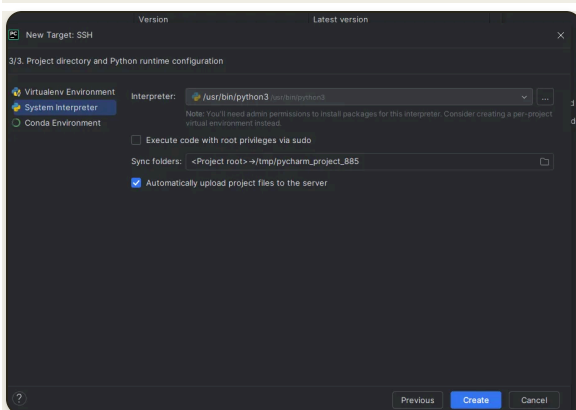 Version Latest version
PC New Target: SSH
3/3. Project directory and Python runtime configuration
Virtualenv Environment
System Interpreter
Conda Environment
Interpreter: /usr/bin/python3 /usr/bin/python3 ...
Note: You'll need admin permissions to install packages for this interpreter. Consider creating a per-project
virtual environment instead.
Execute code with root privileges via sudo
Sync folders: <Project root>→/tmp/pycharm_project_885
Automatically upload project files to the server
? Previous Create Cancel